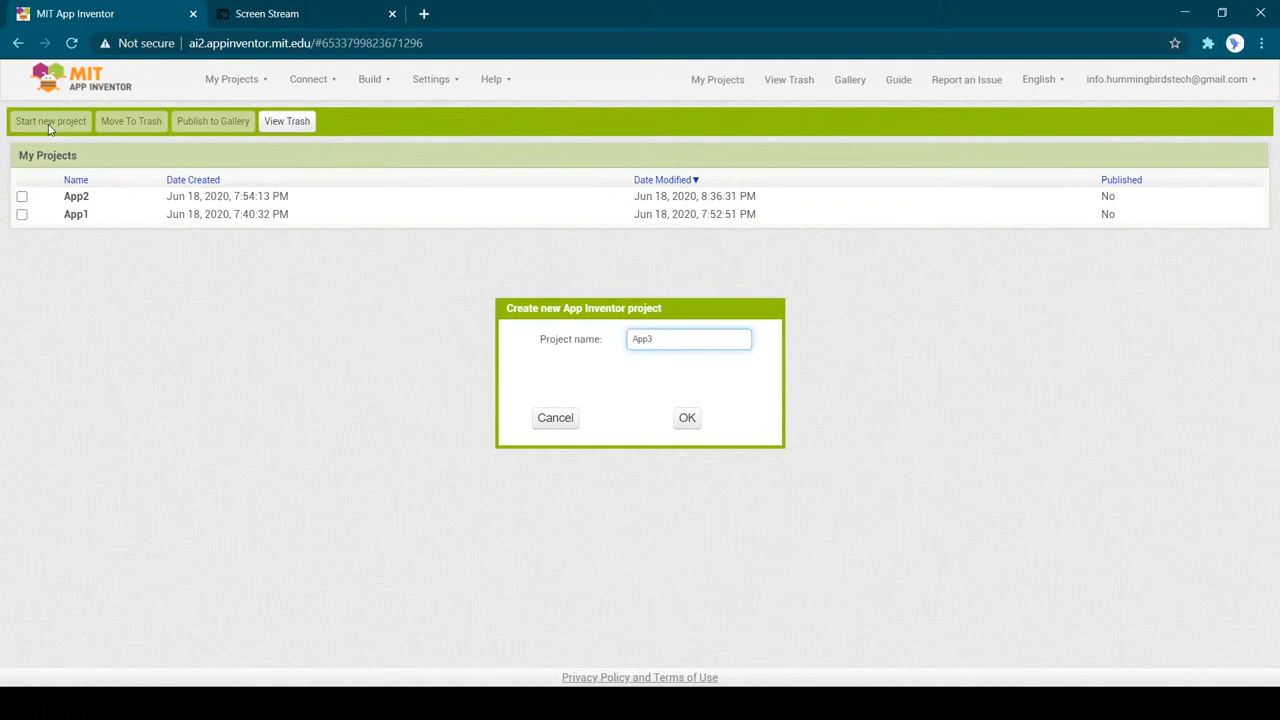 MIT App Inventor
Screen Stream
Not secure ai2.appinventor.mit.edu/#6533799823671296
MIT
APP INVENTOR
My Projects Connect Build Settings Help My Projects View Trash Gallery Guide Report an Issue English info.hummingbirdstech@gmail.com
Start new project Move To Trash Publish to Gallery View Trash
My Projects
Name Date Created Date Modified Published
App2 Jun 18, 2020, 7:54:13 PM Jun 18, 2020, 8:36:31 PM No
App1 Jun 18, 2020, 7:40:32 PM Jun 18, 2020, 7:52:51 PM No
Create new App Inventor project
Project name: App3
Cancel OK
Privacy Policy and Terms of Use